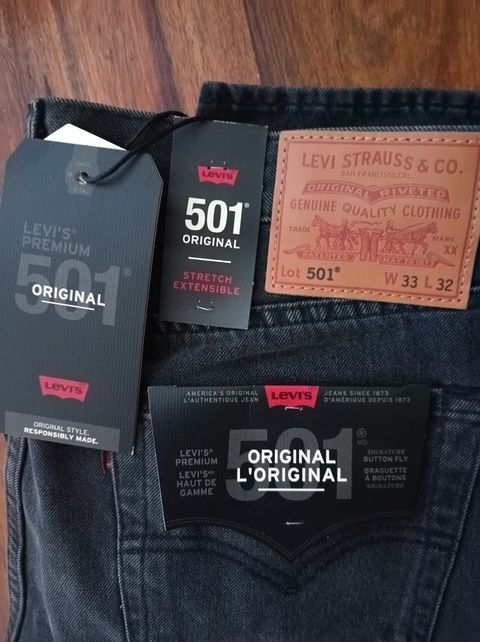 LEVI'S®
PREMIUM
501®
ORIGINAL
Levi's
ORIGINAL STYLE.
RESPONSIBLY MADE.
Levi's
501®
ORIGINAL
STRETCH
EXTENSIBLE
LEVI STRAUSS & CO.
SAN FRANCISCO, CAL.
ORIGINAL RIVETED
GENUINE QUALITY CLOTHING
TRADE MARK
XX
PATENTED MAY 20 1873
Lot 501® W 33 L 32
AMERICA'S ORIGINAL JEANS SINCE 1873
L'AUTHENTIQUE JEAN D'AMÉRIQUE DEPUIS 1873
Levi's
501
® MD
ORIGINAL
L'ORIGINAL
LEVI'S®
PREMIUM
LEVI'S MD
HAUT DE
GAMME
SIGNATURE
BUTTON FLY
BRAGUETTE
À BOUTONS
SIGNATURE